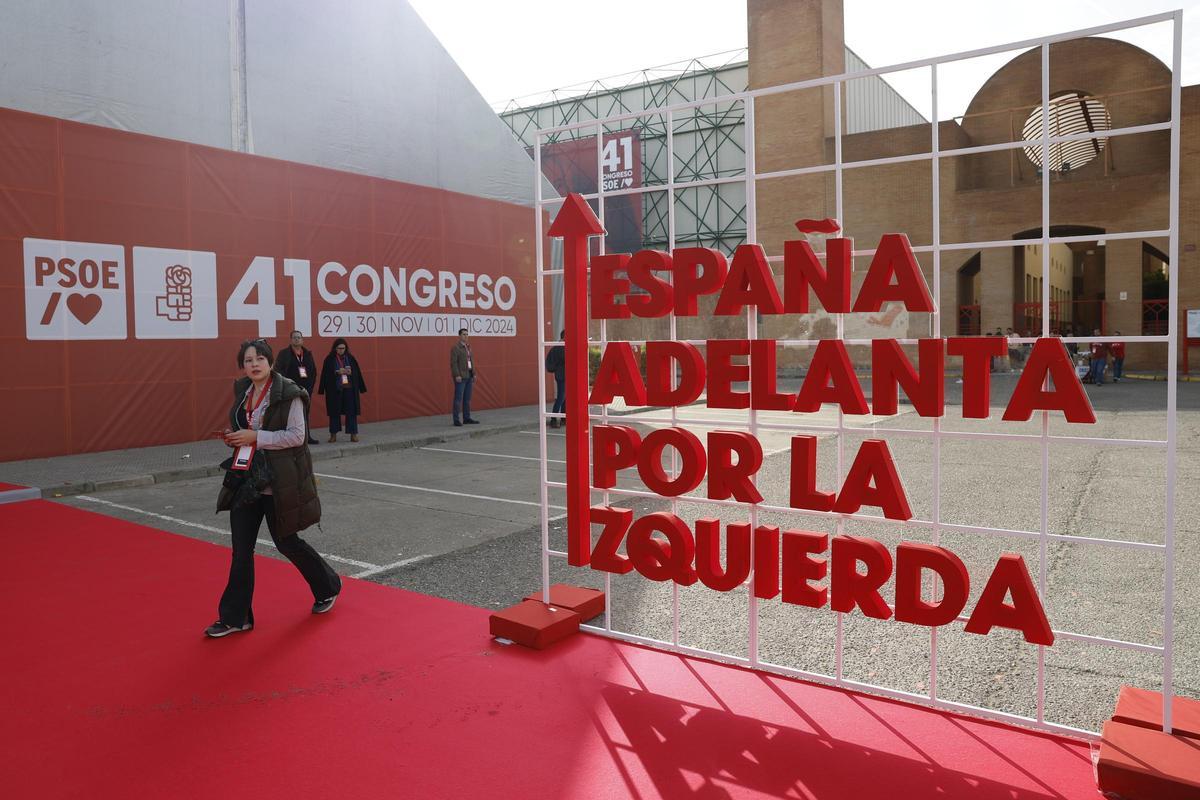 PSOE
/♥
41 CONGRESO
29 | 30 | NOV | 01 | DIC 2024
41
CONGRESO
PSOE /♥
ESPAÑA
ADELANTA
POR LA
IZQUIERDA